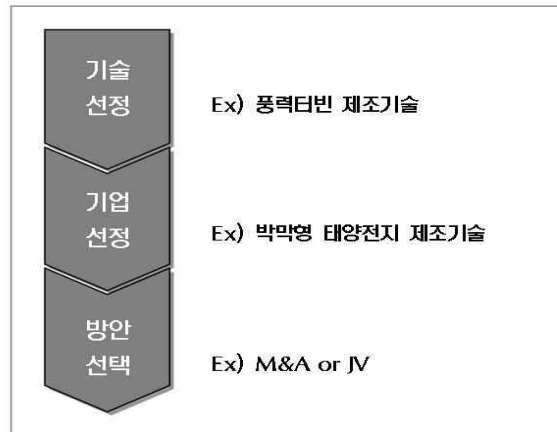 기술
선정
Ex) 풍력터빈 제조기술
기업
선정
Ex) 박막형 태양전지 제조기술
방안
선택
Ex) M&A or JV